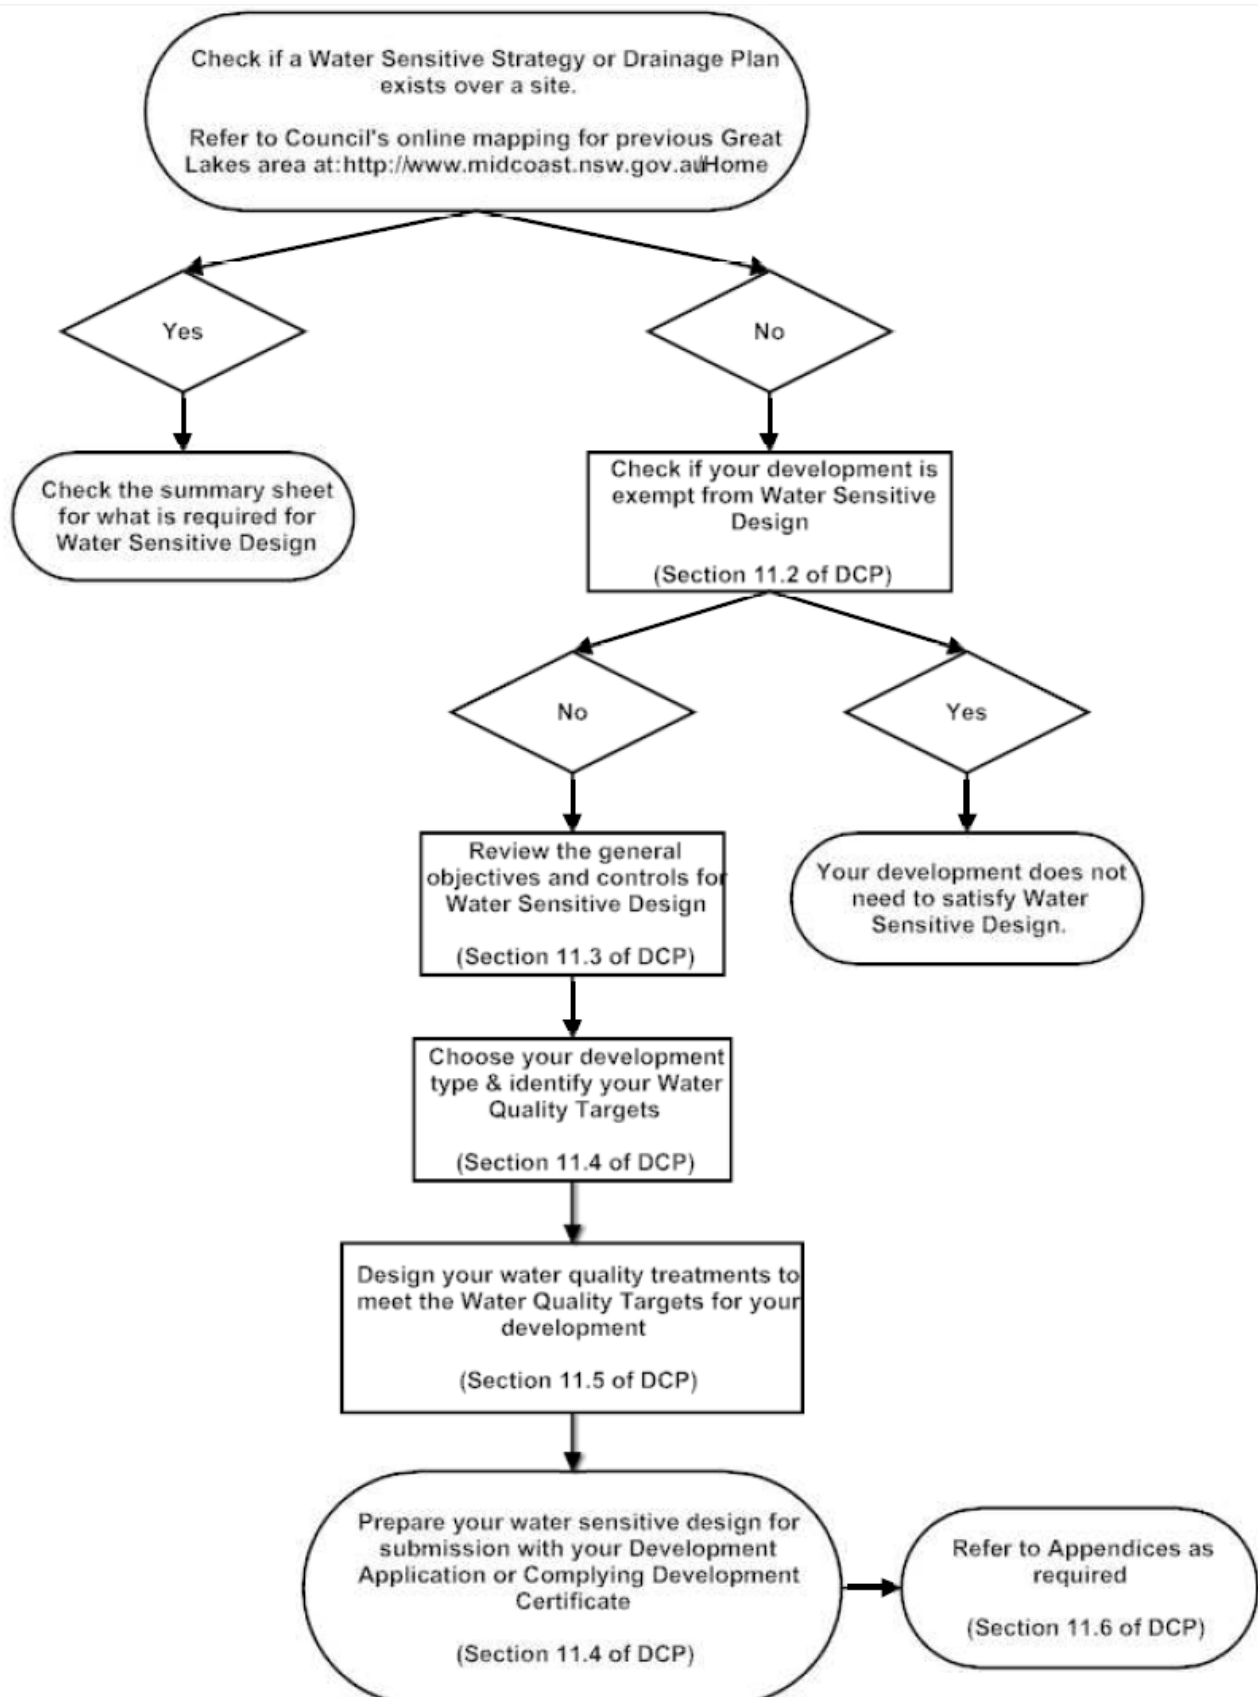 Check if a Water Sensitive Strategy or Drainage Plan
exists over a site.
Refer to Council's online mapping for previous Great
Lakes area at:http://www.midcoast.nsw.gov.au/Home
Yes
No
Check the summary sheet
for what is required for
Water Sensitive Design
Check if your development is
exempt from Water Sensitive
Design
(Section 11.2 of DCP)
No
Yes
Review the general
objectives and controls for
Water Sensitive Design
(Section 11.3 of DCP)
Your development does not
need to satisfy Water
Sensitive Design.
Choose your development
type & identify your Water
Quality Targets
(Section 11.4 of DCP)
Design your water quality treatments to
meet the Water Quality Targets for your
development
(Section 11.5 of DCP)
Prepare your water sensitive design for
submission with your Development
Application or Complying Development
Certificate
(Section 11.4 of DCP)
Refer to Appendices as
required
(Section 11.6 of DCP)